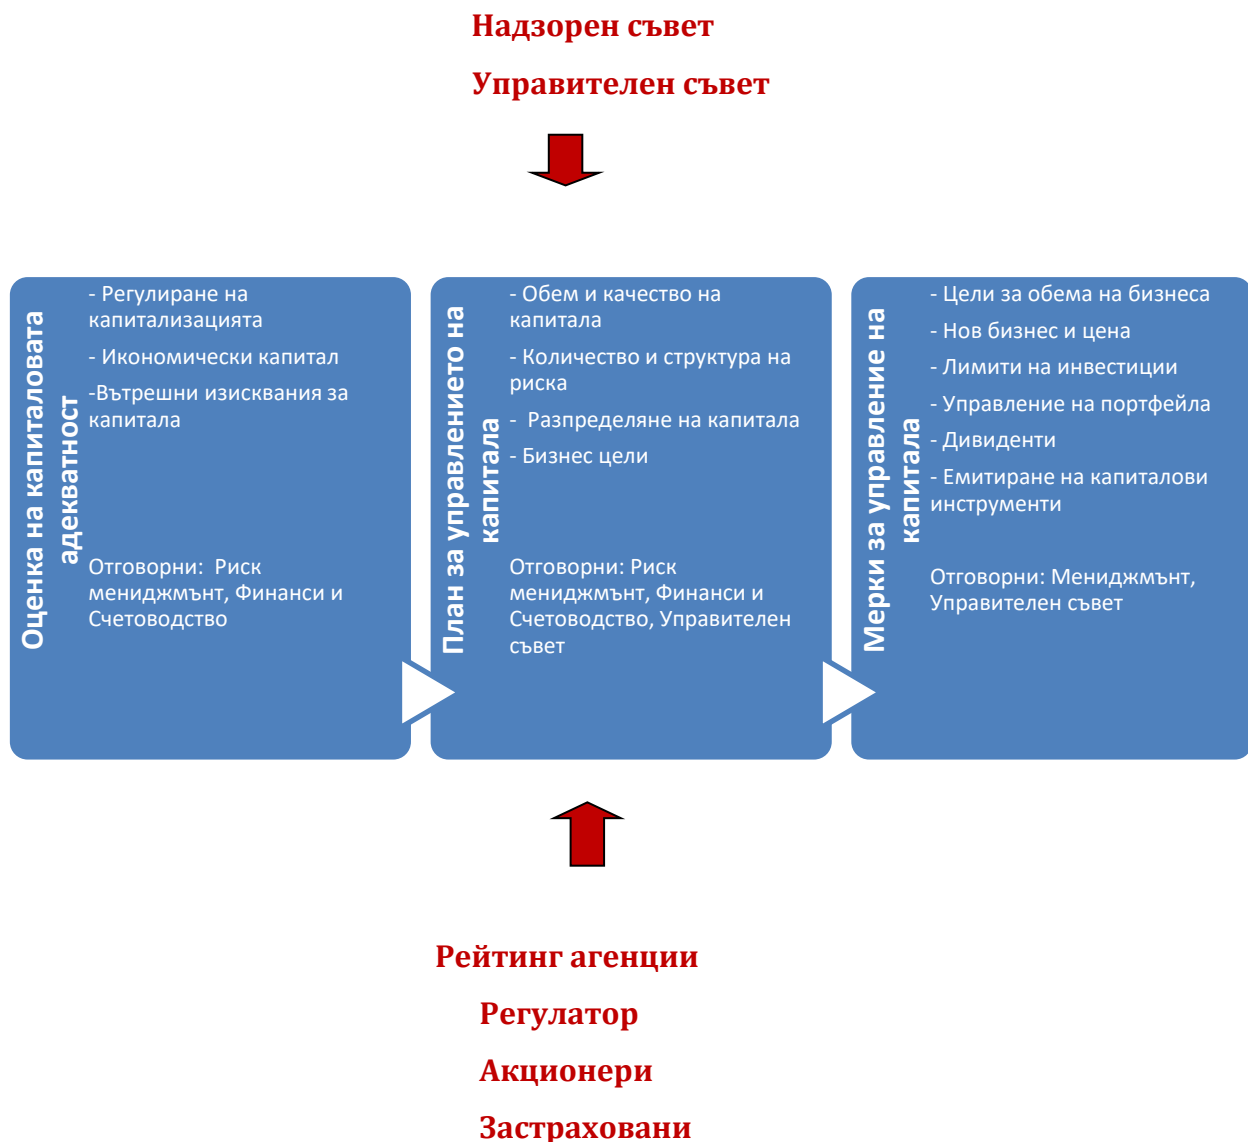 Надзорен съвет
Управителен съвет
Оценка на капиталовата
адекватност
- Регулиране на
капитализацията
- Икономически капитал
-Вътрешни изисквания за
капитала
Отговорни: Риск
мениджмънт, Финанси и
Счетоводство
План за управлението на
капитала
- Обем и качество на
капитала
- Количество и структура на
риска
- Разпределяне на капитала
- Бизнес цели
Отговорни: Риск
мениджмънт, Финанси и
Счетоводство, Управителен
съвет
Мерки за управление на
капитала
- Цели за обема на бизнеса
- Нов бизнес и цена
- Лимити на инвестиции
- Управление на портфейла
- Дивиденти
- Емитиране на капиталови
инструменти
Отговорни: Мениджмънт,
Управителен съвет
Рейтинг агенции
Регулатор
Акционери
Застраховани